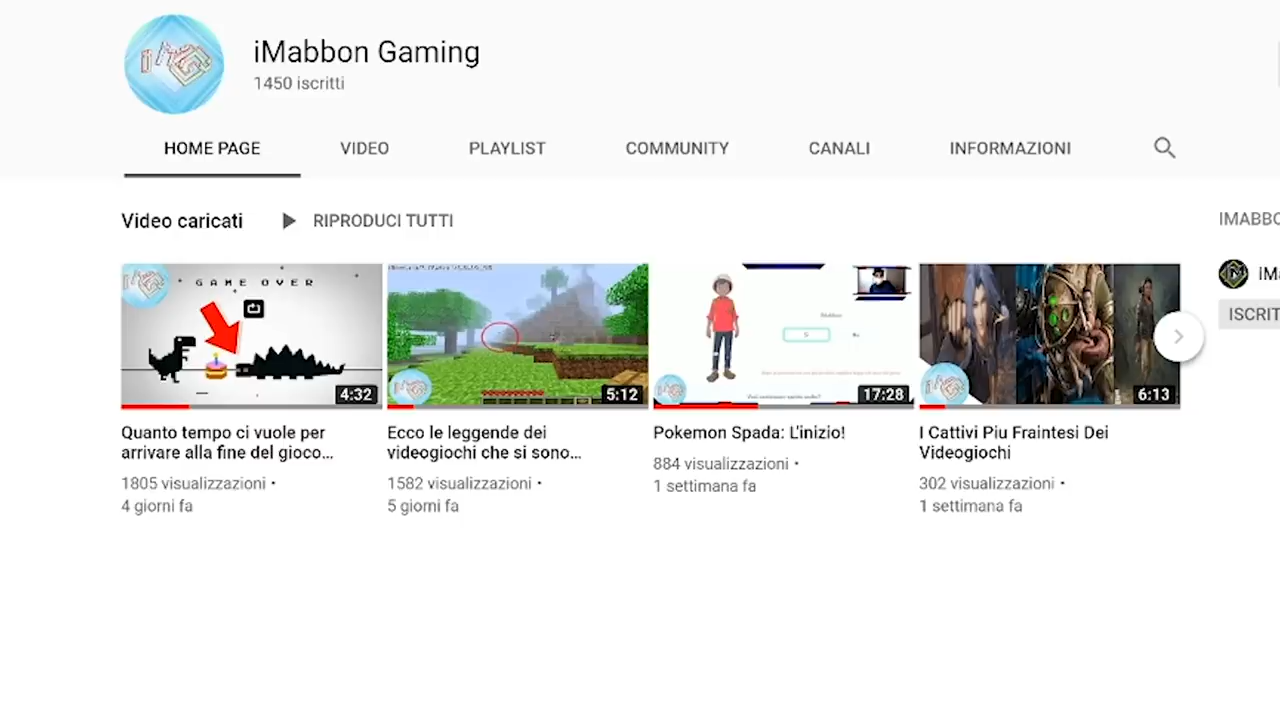 iMabbon Gaming
1450 iscritti
HOME PAGE
VIDEO
PLAYLIST
COMMUNITY
CANALI
INFORMAZIONI
Video caricati
RIPRODUCI TUTTI
IMABBO
iMa
ISCRIT
GAME OVER
4:32
5:12
17:28
6:13
Quanto tempo ci vuole per
arrivare alla fine del gioco...
1805 visualizzazioni •
4 giorni fa
Ecco le leggende dei
videogiochi che si sono...
1582 visualizzazioni •
5 giorni fa
Pokemon Spada: L'inizio!
884 visualizzazioni •
1 settimana fa
I Cattivi Piu Fraintesi Dei
Videogiochi
302 visualizzazioni •
1 settimana fa